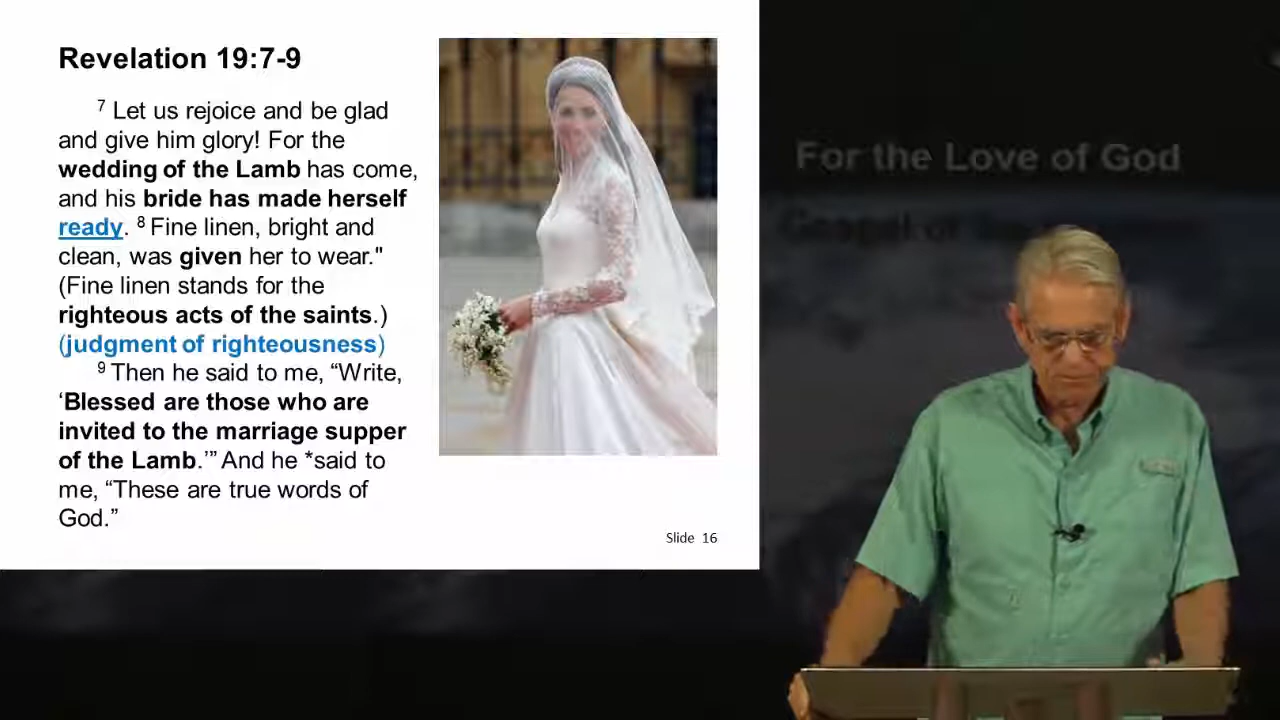 Revelation 19:7-9
7 Let us rejoice and be glad
and give him glory! For the
wedding of the Lamb has come,
and his bride has made herself
ready. 8 Fine linen, bright and
clean, was given her to wear."
(Fine linen stands for the
righteous acts of the saints.)
(judgment of righteousness)
9 Then he said to me, “Write,
‘Blessed are those who are
invited to the marriage supper
of the Lamb.’” And he *said to
me, “These are true words of
God.”
Slide 16
For the Love of God
Gospel of